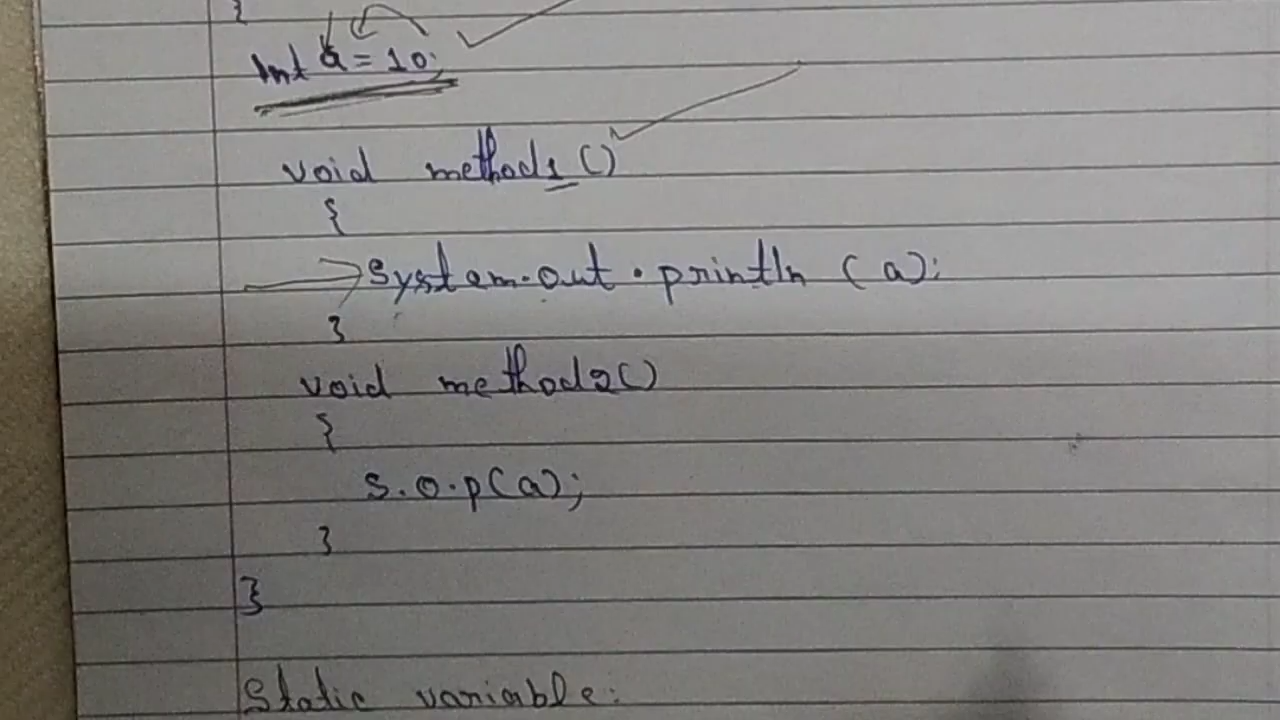 }
int a = 10;
void method1 ()
{
System.out.println (a);
}
void method2()
{
s.o.p(a);
}
}
Static variable: